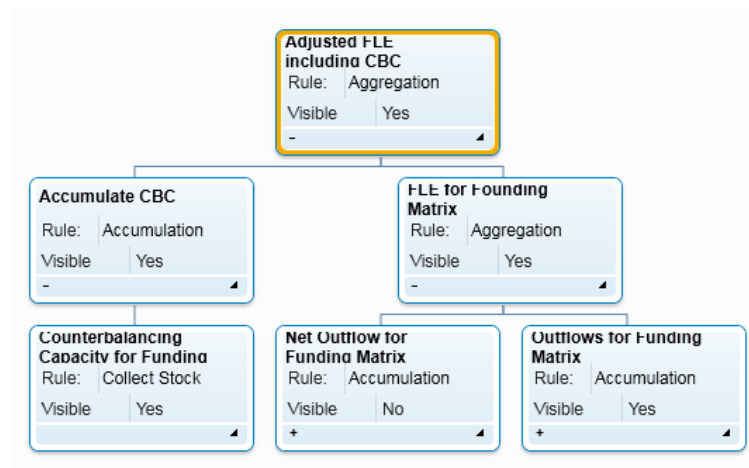 Adjusted FLE
including CBC
Rule: Aggregation
Visible Yes
-
Accumulate CBC
Rule: Accumulation
Visible Yes
-
FLE for Founding
Matrix
Rule: Aggregation
Visible Yes
-
Counterbalancing
Capacity for Funding
Rule: Collect Stock
Visible Yes
Net Outflow for
Funding Matrix
Rule: Accumulation
Visible No
+
Outflows for Funding
Matrix
Rule: Accumulation
Visible Yes
+